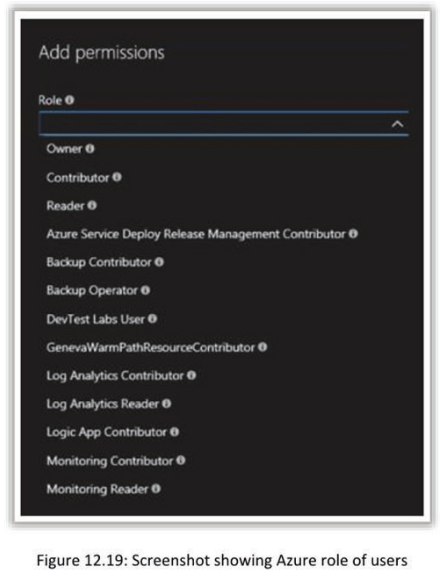 Add permissions
Role
Owner
Contributor
Reader
Azure Service Deploy Release Management Contributor
Backup Contributor
Backup Operator
DevTest Labs User
GenevaWarmPathResourceContributor
Log Analytics Contributor
Log Analytics Reader
Logic App Contributor
Monitoring Contributor
Monitoring Reader
Figure 12.19: Screenshot showing Azure role of users